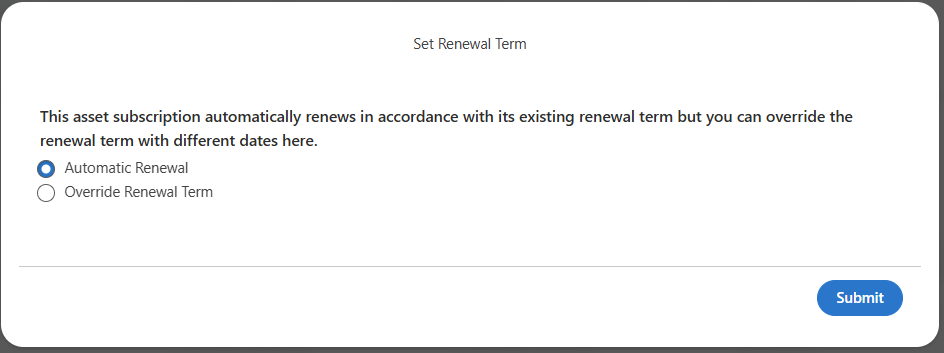 Set Renewal Term
This asset subscription automatically renews in accordance with its existing renewal term but you can override the
renewal term with different dates here.
Automatic Renewal
Override Renewal Term
Submit